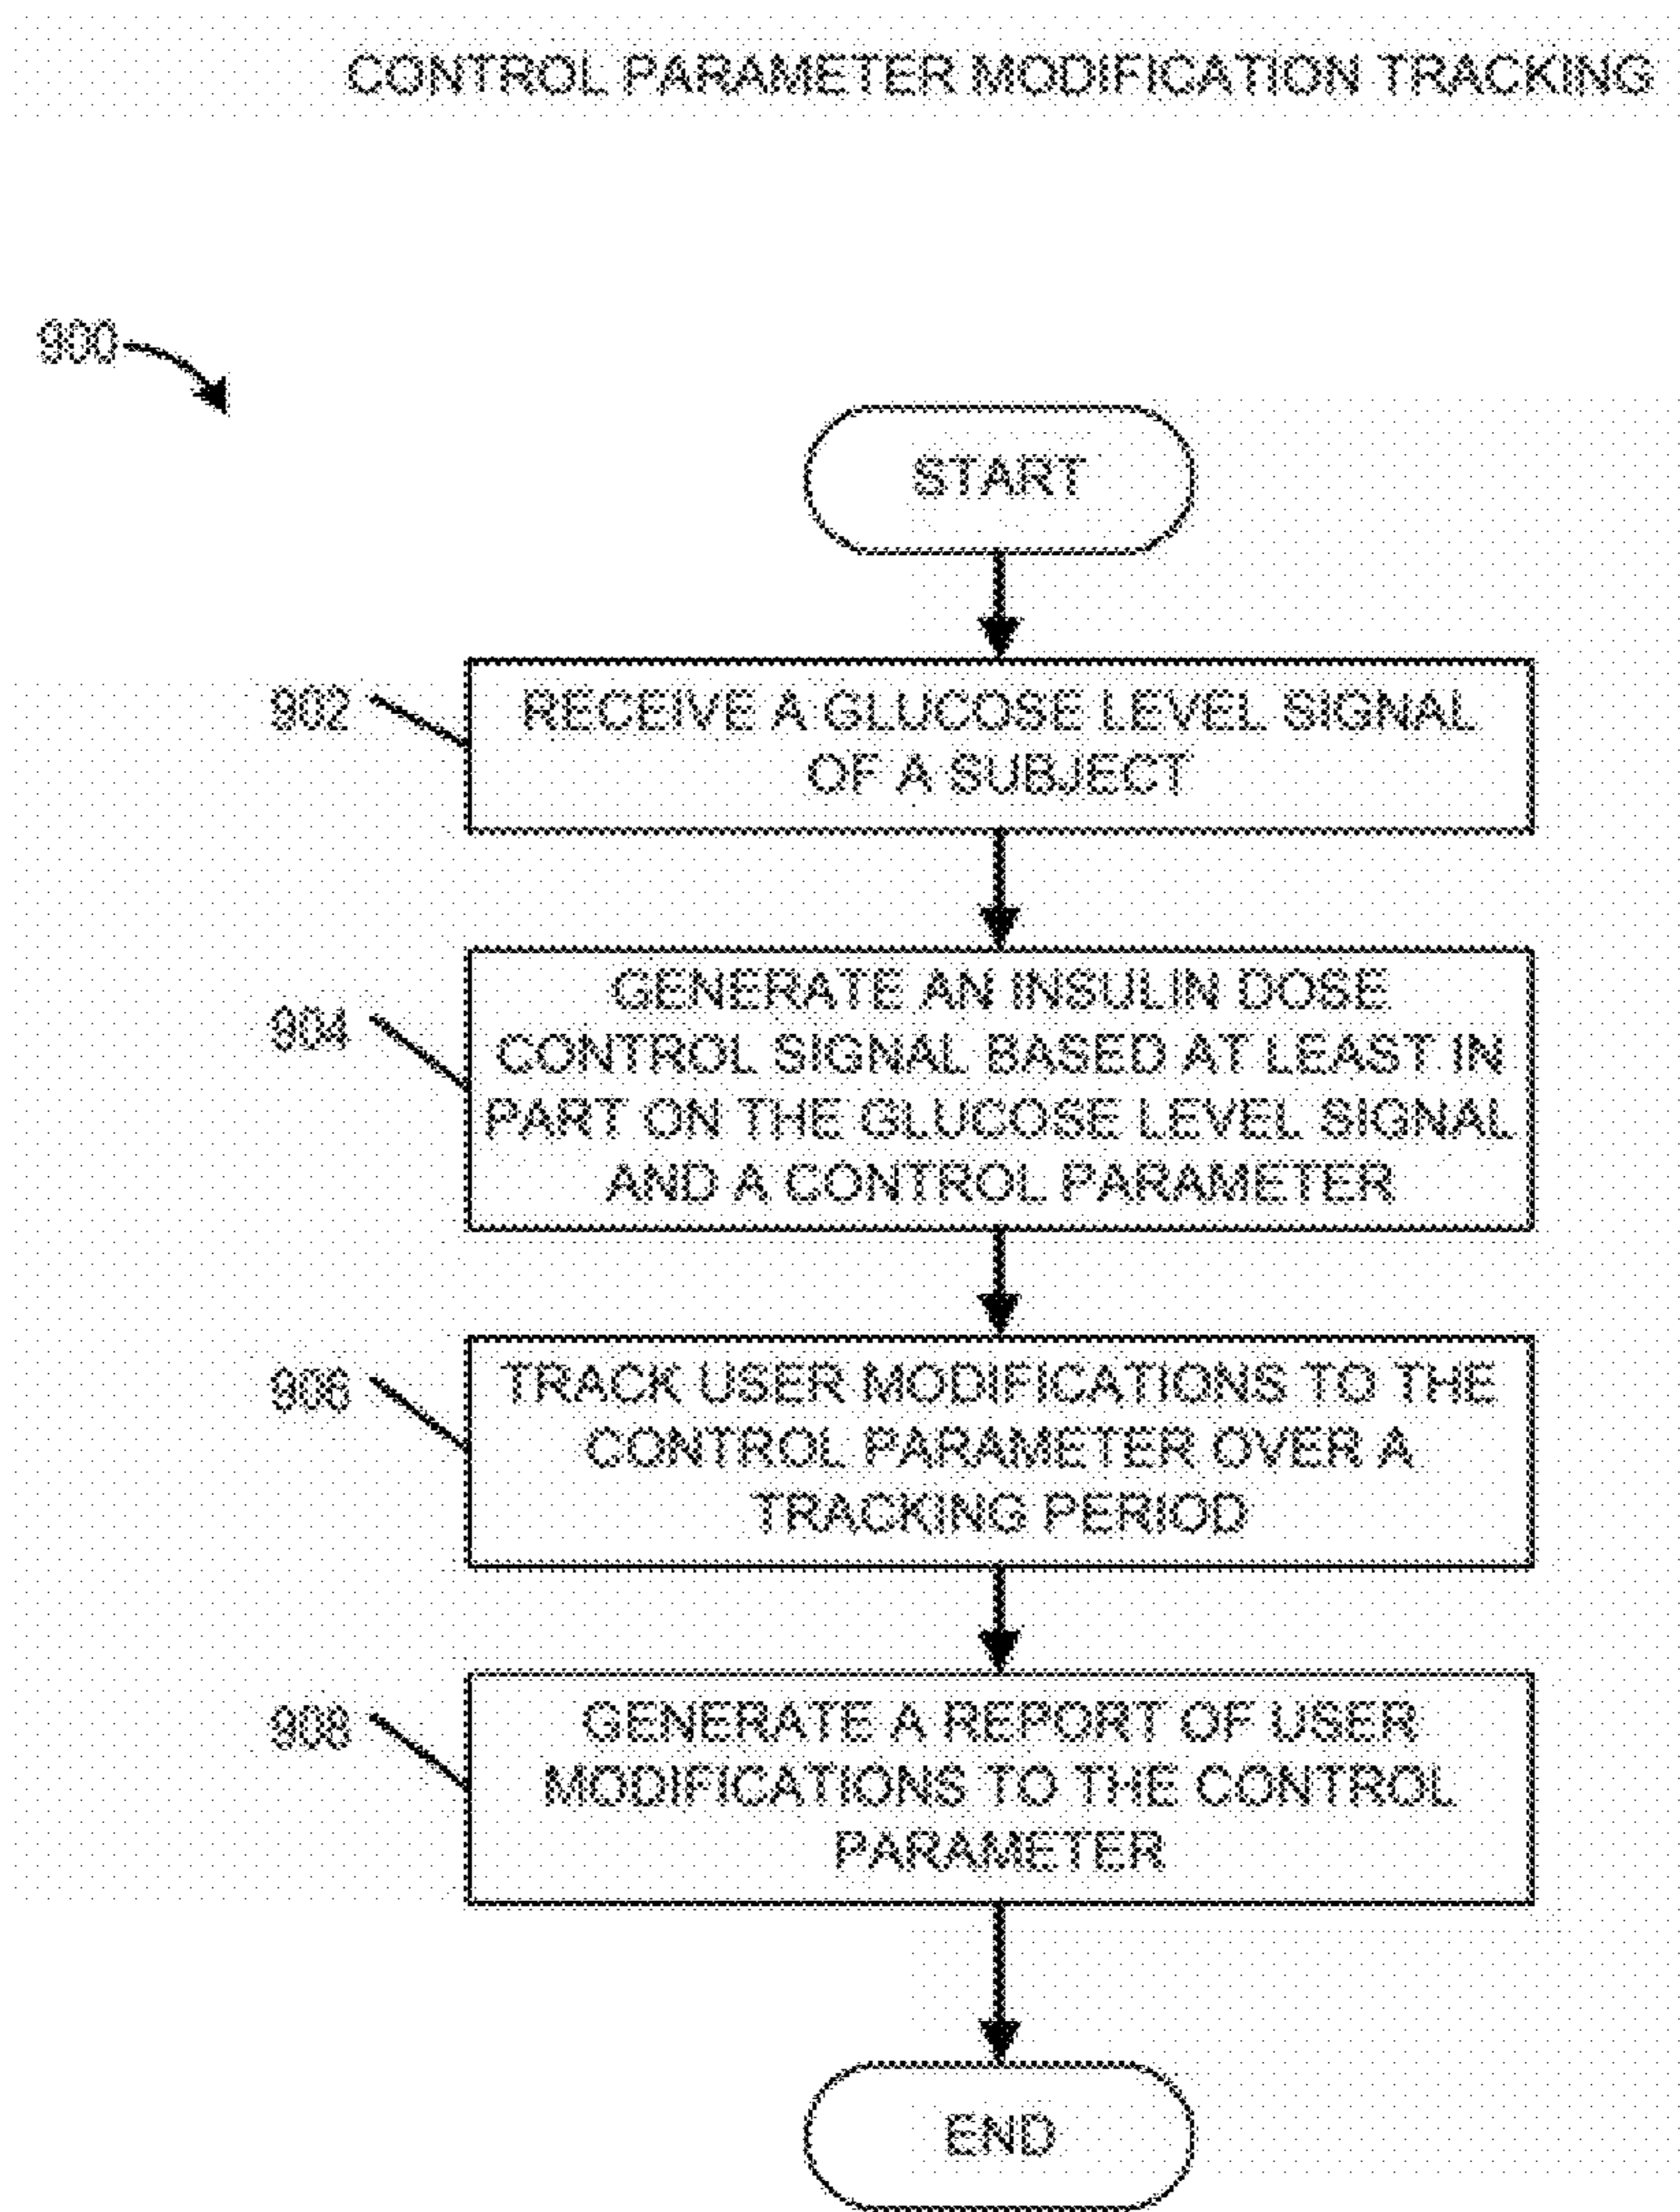 CONTROL PARAMETER MODIFICATION TRACKING
900
START
902
RECEIVE A GLUCOSE LEVEL SIGNAL
OF A SUBJECT
904
GENERATE AN INSULIN DOSE
CONTROL SIGNAL BASED AT LEAST IN
PART ON THE GLUCOSE LEVEL SIGNAL
AND A CONTROL PARAMETER
906
TRACK USER MODIFICATIONS TO THE
CONTROL PARAMETER OVER A
TRACKING PERIOD
908
GENERATE A REPORT OF USER
MODIFICATIONS TO THE CONTROL
PARAMETER
END